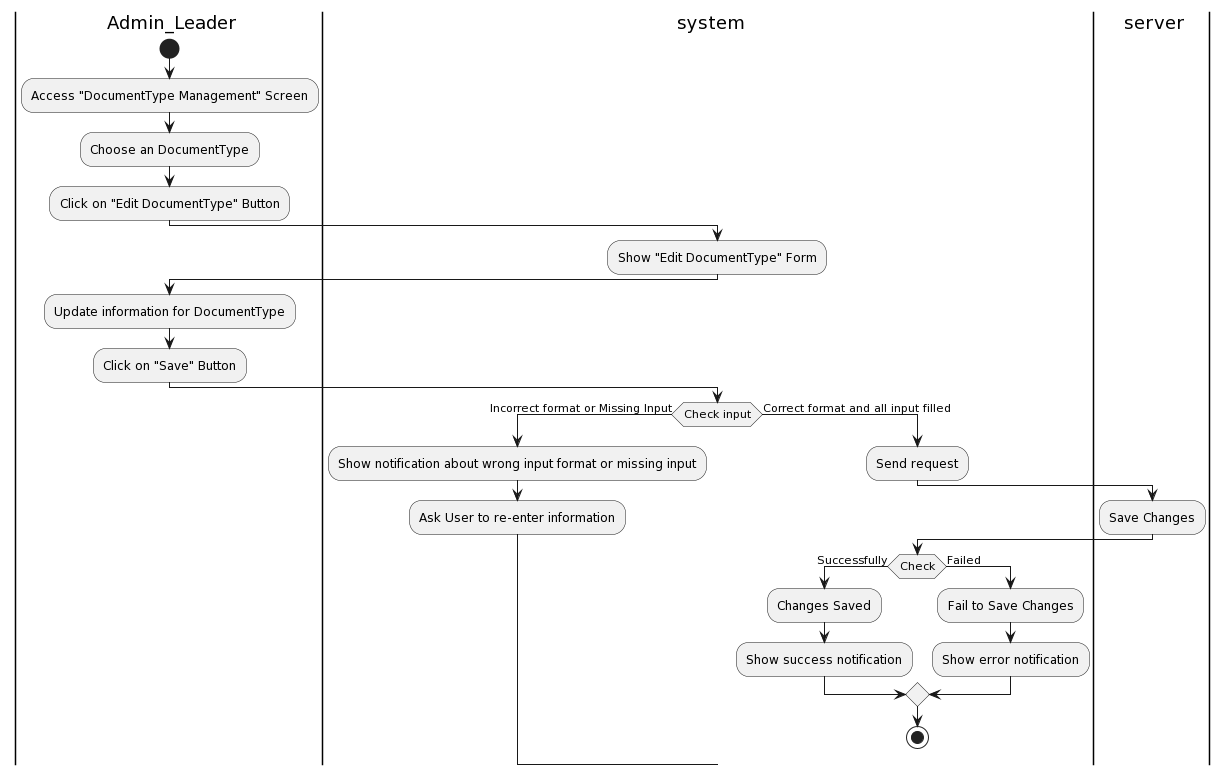 Admin_Leader
system
server
Access "DocumentType Management" Screen
Choose an DocumentType
Click on "Edit DocumentType" Button
Show "Edit DocumentType" Form
Update information for DocumentType
Click on "Save" Button
Incorrect format or Missing Input
Check input
Correct format and all input filled
Show notification about wrong input format or missing input
Send request
Ask User to re-enter information
Save Changes
Successfully
Check
Failed
Changes Saved
Fail to Save Changes
Show success notification
Show error notification